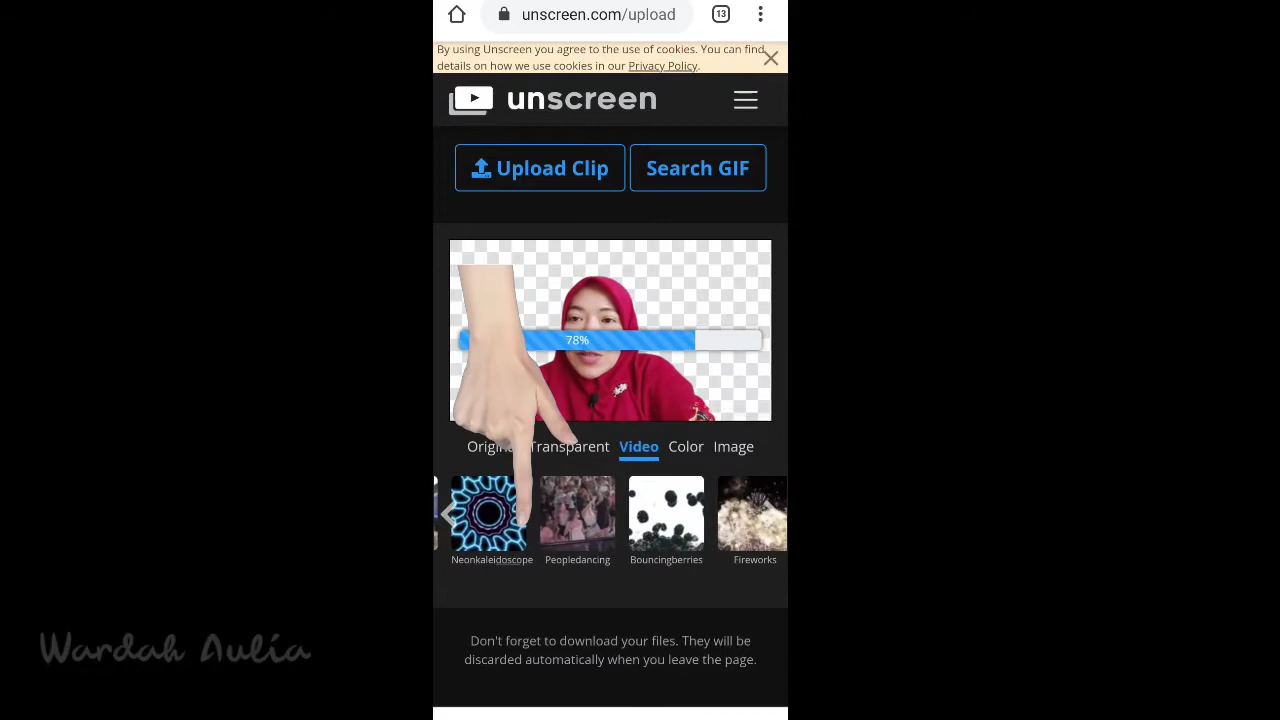 unscreen.com/upload
13
By using Unscreen you agree to the use of cookies. You can find
details on how we use cookies in our Privacy Policy.
unscreen
Upload Clip
Search GIF
78%
Transparent Video Color Image
Neonkaleidoscope Peopledancing Bouncingberries Fireworks
Don't forget to download your files. They will be
discarded automatically when you leave the page.
Wardah Aulia